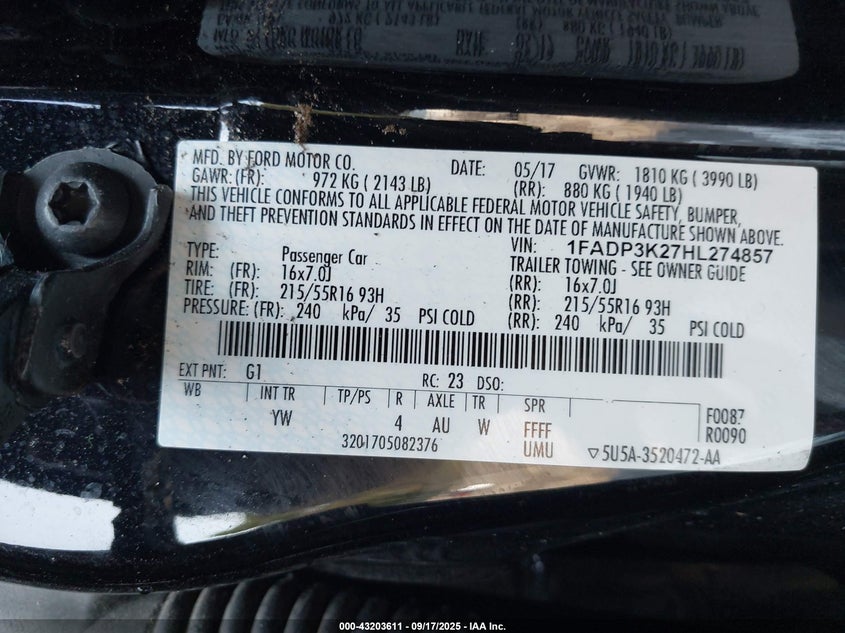 MFD. BY FORD MOTOR CO. DATE: 05/17 GVWR: 1810 KG ( 3990 LB)
GAWR: (FR): 972 KG ( 2143 LB) (RR): 880 KG ( 1940 LB)
THIS VEHICLE CONFORMS TO ALL APPLICABLE FEDERAL MOTOR VEHICLE SAFETY, BUMPER,
AND THEFT PREVENTION STANDARDS IN EFFECT ON THE DATE OF MANUFACTURE SHOWN ABOVE.
VIN: 1FADP3K27HL274857
TYPE: Passenger Car TRAILER TOWING - SEE OWNER GUIDE
RIM: (FR): 16x7.0J (RR): 16x7.0J
TIRE: (FR): 215/55R16 93H (RR): 215/55R16 93H
PRESSURE: (FR): 240 kPa/ 35 PSI COLD (RR): 240 kPa/ 35 PSI COLD
EXT PNT: G1 RC: 23 DSO:
WB INT TR TP/PS R AXLE TR SPR F0087
YW 4 AU W FFFF R0090
3201705082376 UMU ▽5U5A-3520472-AA
000-43203611 - 09/17/2025 - IAA Inc.